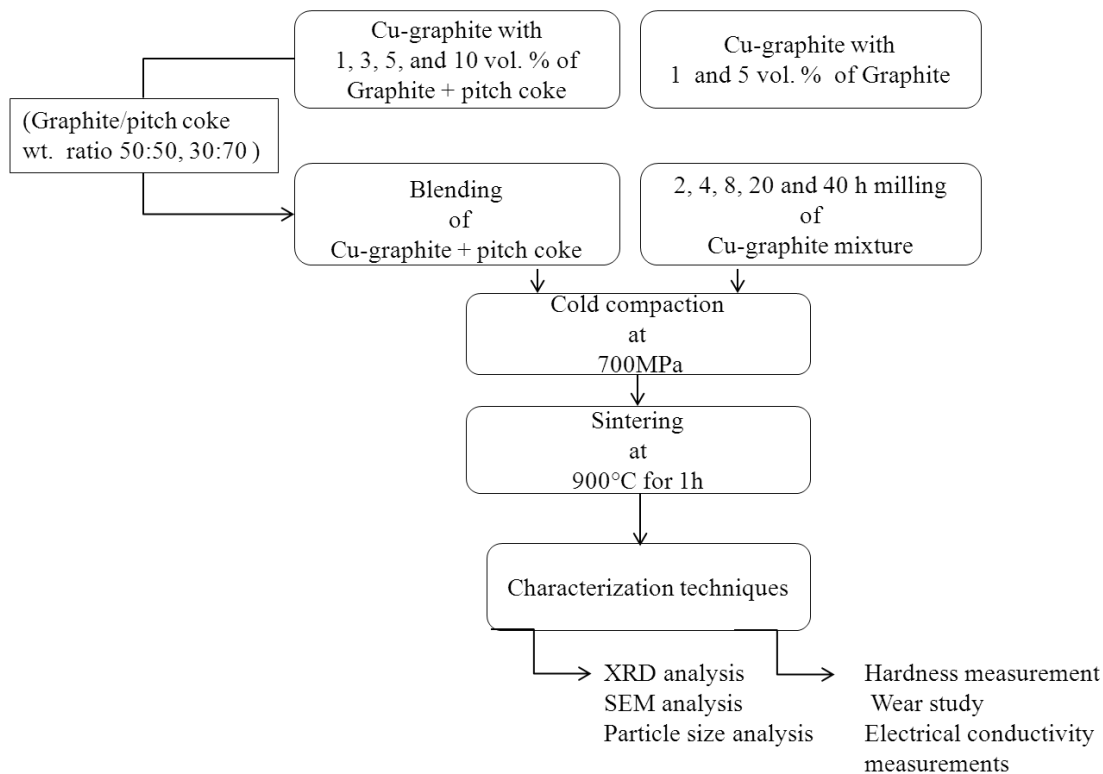 Cu-graphite with
1, 3, 5, and 10 vol. % of
Graphite + pitch coke
Cu-graphite with
1 and 5 vol. % of Graphite
(Graphite/pitch coke
wt. ratio 50:50, 30:70 )
Blending
of
Cu-graphite + pitch coke
2, 4, 8, 20 and 40 h milling
of
Cu-graphite mixture
Cold compaction
at
700MPa
Sintering
at
900°C for 1h
Characterization techniques
XRD analysis
SEM analysis
Particle size analysis
Hardness measurement
Wear study
Electrical conductivity
measurements